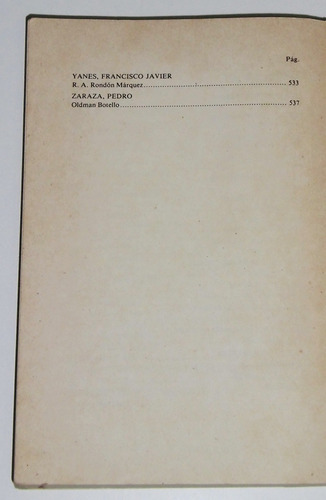 Pág.
YANES, FRANCISCO JAVIER
R. A. Rondón Márquez.................................................... 533
ZARAZA, PEDRO
Oldman Botello............................................................ 537